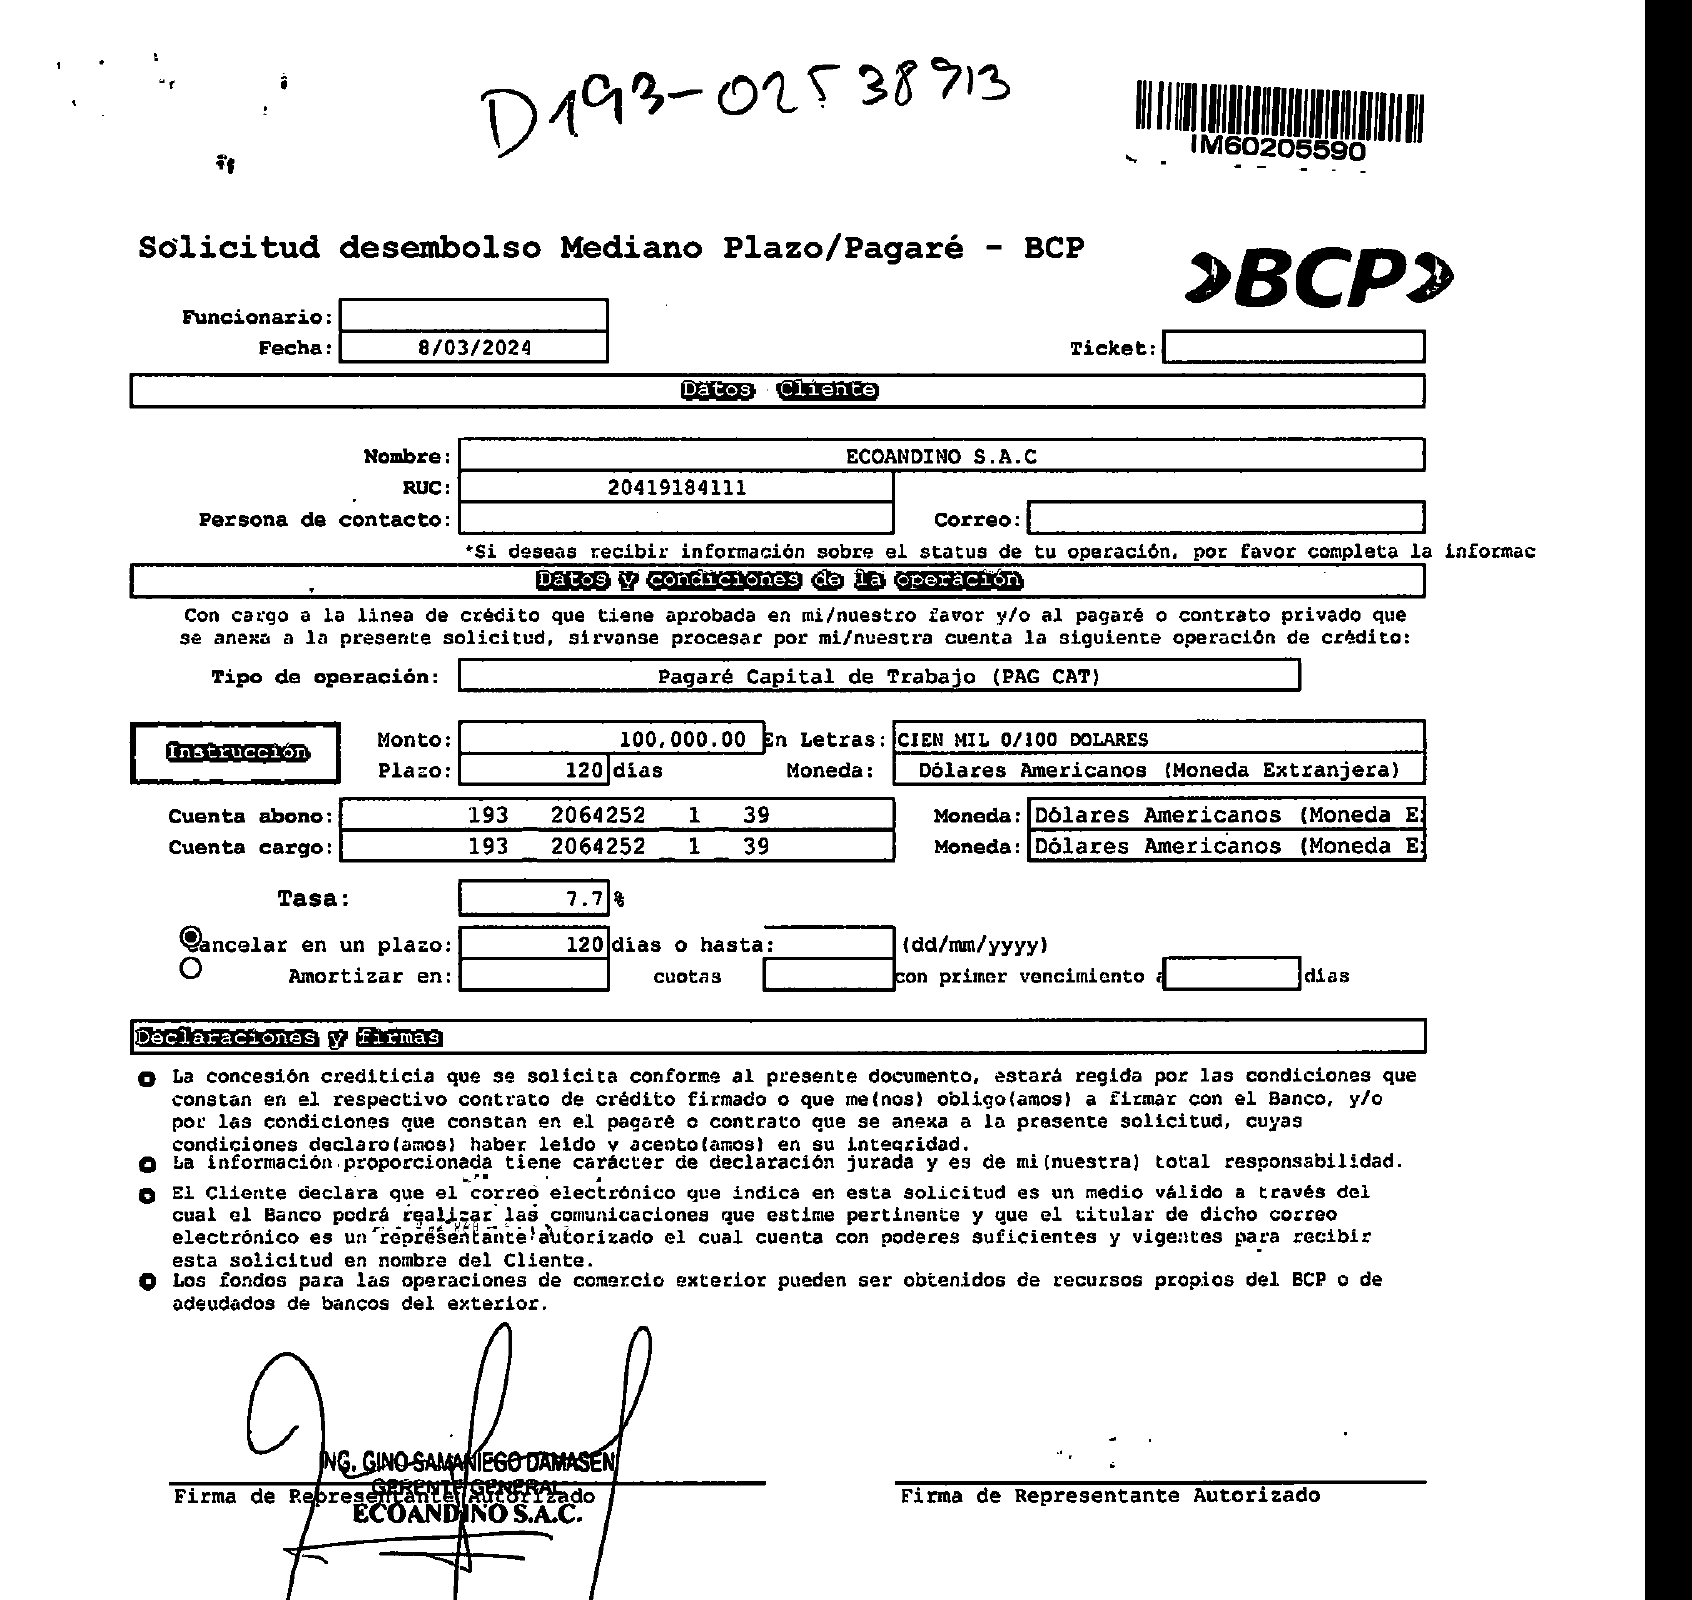 D193-02538913
IM60205590
Solicitud desembolso Mediano Plazo/Pagaré - BCP
BCP
Funcionario:
Fecha: 8/03/2024 Ticket:
Datos Cliente
Nombre: ECOANDINO S.A.C
RUC: 20419184111
Persona de contacto: Correo:
*Si deseas recibir información sobre el status de tu operación, por favor completa la informac
Datos y condiciones de la operación
Con cargo a la linea de crédito que tiene aprobada en mi/nuestro favor y/o al pagaré o contrato privado que
se anexa a la presente solicitud, sirvanse procesar por mi/nuestra cuenta la siguiente operación de crédito:
Tipo de operación: Pagaré Capital de Trabajo (PAG CAT)
Instrucción
Monto: 100,000.00 En Letras: CIEN MIL 0/100 DOLARES
Plazo: 120 días Moneda: Dólares Americanos (Moneda Extranjera)
Cuenta abono: 193 2064252 1 39 Moneda: Dólares Americanos (Moneda E
Cuenta cargo: 193 2064252 1 39 Moneda: Dólares Americanos (Moneda E
Tasa: 7.7 %
ancelar en un plazo: 120 días o hasta: (dd/mm/yyyy)
Amortizar en: cuotas con primer vencimiento a días
Declaraciones y firmas
La concesión crediticia que se solicita conforme al presente documento, estará regida por las condiciones que
constan en el respectivo contrato de crédito firmado o que me(nos) obligo(amos) a firmar con el Banco, y/o
por las condiciones que constan en el pagaré o contrato que se anexa a la presente solicitud, cuyas
condiciones declaro(amos) haber leido y acepto(amos) en su integridad.
La información proporcionada tiene carácter de declaración jurada y es de mi(nuestra) total responsabilidad.
El Cliente declara que el correo electrónico que indica en esta solicitud es un medio válido a través del
cual el Banco podrá realizar las comunicaciones que estime pertinente y que el titular de dicho correo
electrónico es un representante autorizado el cual cuenta con poderes suficientes y vigentes para recibir
esta solicitud en nombre del Cliente.
Los fondos para las operaciones de comercio exterior pueden ser obtenidos de recursos propios del BCP o de
adeudados de bancos del exterior.
ING. GINO SAMANIEGO DAMASEN
GERENTE GENERAL
Firma de Representante Autorizado Firma de Representante Autorizado
ECOANDINO S.A.C.